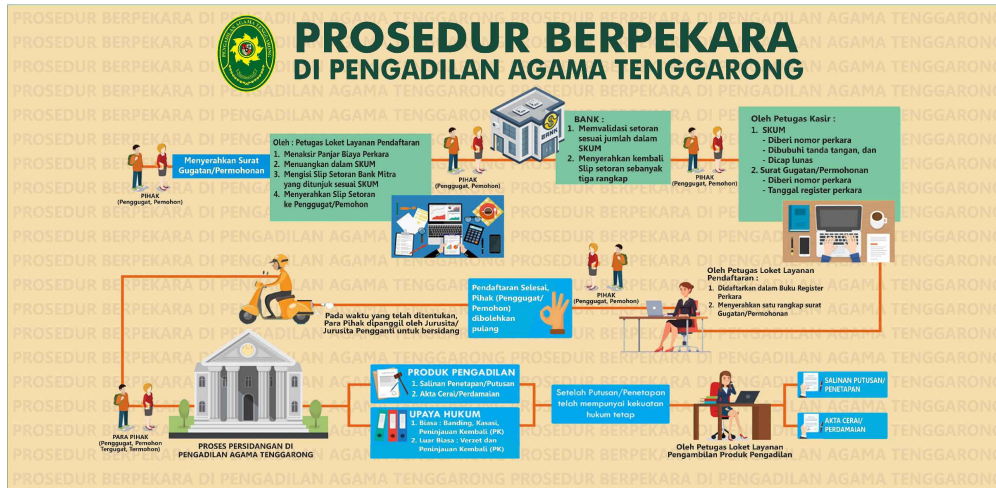 PROSEDUR BERPEKARA
DI PENGADILAN AGAMA TENGGARONG
PENGADILAN AGAMA TENGGARONG
PIHAK
(Penggugat, Pemohon)
Menyerahkan Surat
Gugatan/Permohonan
Oleh : Petugas Loket Layanan Pendaftaran
1. Menaksir Panjar Biaya Perkara
2. Menuangkan dalam SKUM
3. Mengisi Slip Setoran Bank Mitra
yang ditunjuk sesuai SKUM
4. Menyerahkan Slip Setoran
ke Penggugat/Pemohon
PIHAK
(Penggugat, Pemohon)
BANK
BANK :
1. Memvalidasi setoran
sesuai jumlah dalam
SKUM
2. Menyerahkan kembali
Slip setoran sebanyak
tiga rangkap
PIHAK
(Penggugat, Pemohon)
Oleh Petugas Kasir :
1. SKUM
- Diberi nomor perkara
- Dibubuhi tanda tangan, dan
- Dicap lunas
2. Surat Gugatan/Permohonan
- Diberi nomor perkara
- Tanggal register perkara
Oleh Petugas Loket Layanan
Pendaftaran :
1. Didaftarkan dalam Buku Register
Perkara
2. Menyerahkan satu rangkap surat
Gugatan/Permohonan
PIHAK
(Penggugat, Pemohon)
Pendaftaran Selesai,
Pihak (Penggugat/
Pemohon)
dibolehkan
pulang
Pada waktu yang telah ditentukan,
Para Pihak dipanggil oleh Jurusita/
Jurusita Pengganti untuk bersidang
PARA PIHAK
(Penggugat, Pemohon
Tergugat, Termohon)
PROSES PERSIDANGAN DI
PENGADILAN AGAMA TENGGARONG
PRODUK PENGADILAN
1. Salinan Penetapan/Putusan
2. Akta Cerai/Perdamaian
UPAYA HUKUM
1. Biasa : Banding, Kasasi,
Peninjauan Kembali (PK)
2. Luar Biasa : Verzet dan
Peninjauan Kembali (PK)
Setelah Putusan/Penetapan
telah mempunyai kekuatan
hukum tetap
Oleh Petugas Loket Layanan
Pengambilan Produk Pengadilan
SALINAN PUTUSAN/
PENETAPAN
AKTA CERAI/
PERDAMAIAN